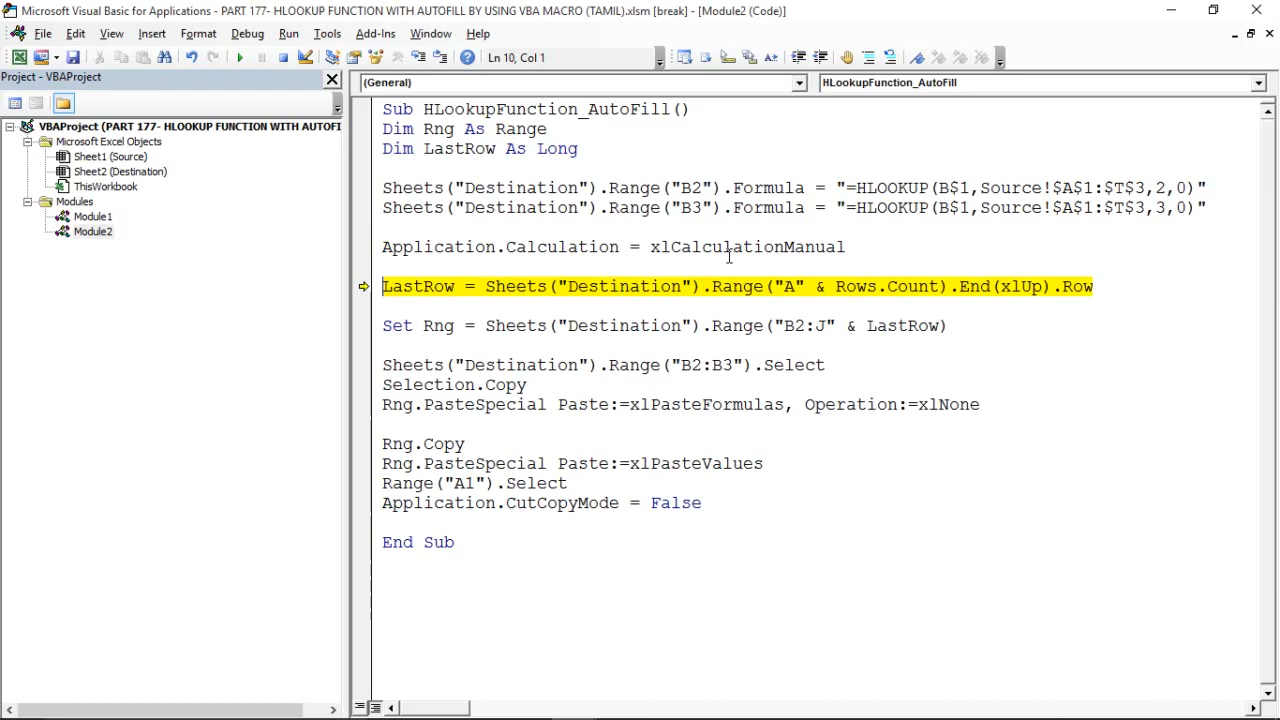 Microsoft Visual Basic for Applications - PART 177- HLOOKUP FUNCTION WITH AUTOFILL BY USING VBA MACRO (TAMIL).xlsm [break] - [Module2 (Code)]
File Edit View Insert Format Debug Run Tools Add-Ins Window Help
Ln 10, Col 1
Project - VBAProject
(General) HLookupFunction_AutoFill
VBAProject (PART 177- HLOOKUP FUNCTION WITH AUTOFI
Microsoft Excel Objects
Sheet1 (Source)
Sheet2 (Destination)
ThisWorkbook
Modules
Module1
Module2
Sub HLookupFunction_AutoFill()
Dim Rng As Range
Dim LastRow As Long
Sheets("Destination").Range("B2").Formula = "=HLOOKUP(B$1,Source!$A$1:$T$3,2,0)"
Sheets("Destination").Range("B3").Formula = "=HLOOKUP(B$1,Source!$A$1:$T$3,3,0)"
Application.Calculation = xlCalculationManual
LastRow = Sheets("Destination").Range("A" & Rows.Count).End(xlUp).Row
Set Rng = Sheets("Destination").Range("B2:J" & LastRow)
Sheets("Destination").Range("B2:B3").Select
Selection.Copy
Rng.PasteSpecial Paste:=xlPasteFormulas, Operation:=xlNone
Rng.Copy
Rng.PasteSpecial Paste:=xlPasteValues
Range("A1").Select
Application.CutCopyMode = False
End Sub